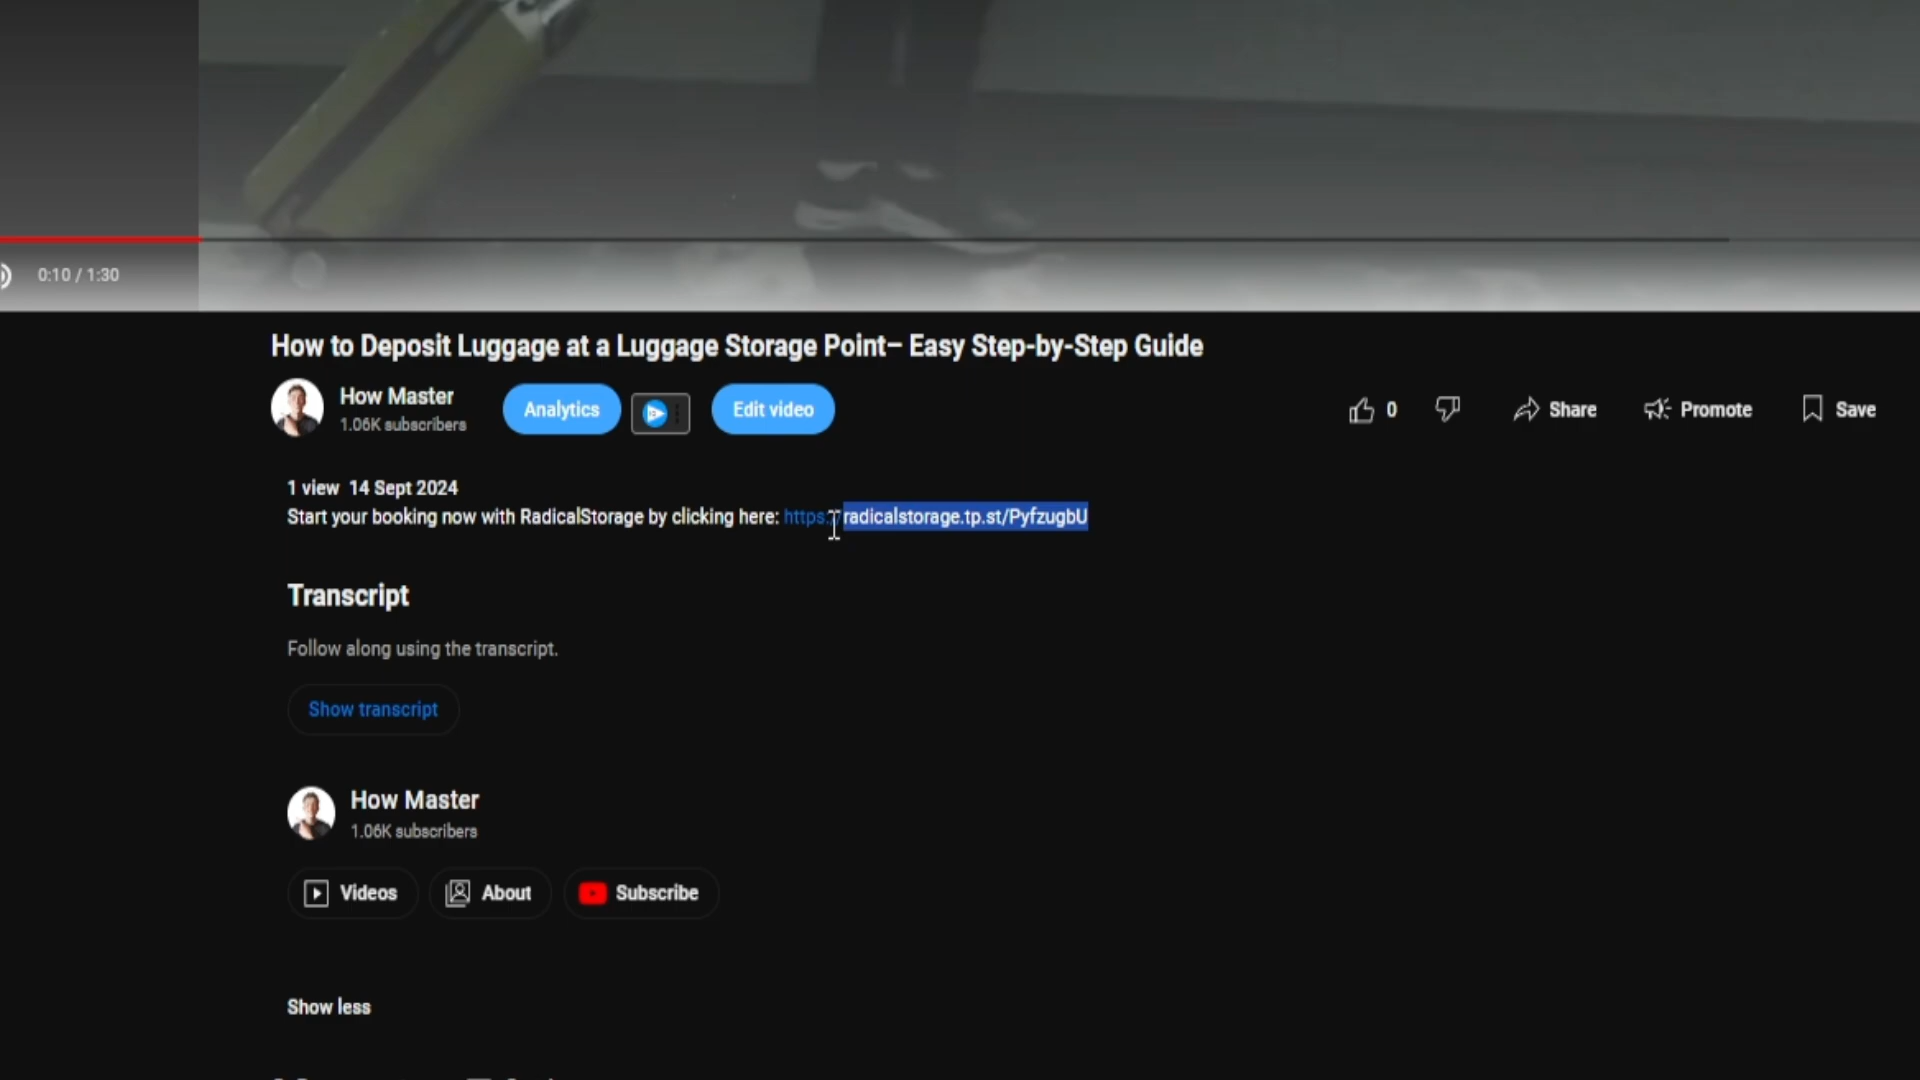 0:10 / 1:30
How to Deposit Luggage at a Luggage Storage Point– Easy Step-by-Step Guide
How Master
1.06K subscribers
Analytics
Edit video
0
Share
Promote
Save
1 view 14 Sept 2024
Start your booking now with RadicalStorage by clicking here: https://radicalstorage.tp.st/PyfzugbU
Transcript
Follow along using the transcript.
Show transcript
How Master
1.06K subscribers
Videos
About
Subscribe
Show less